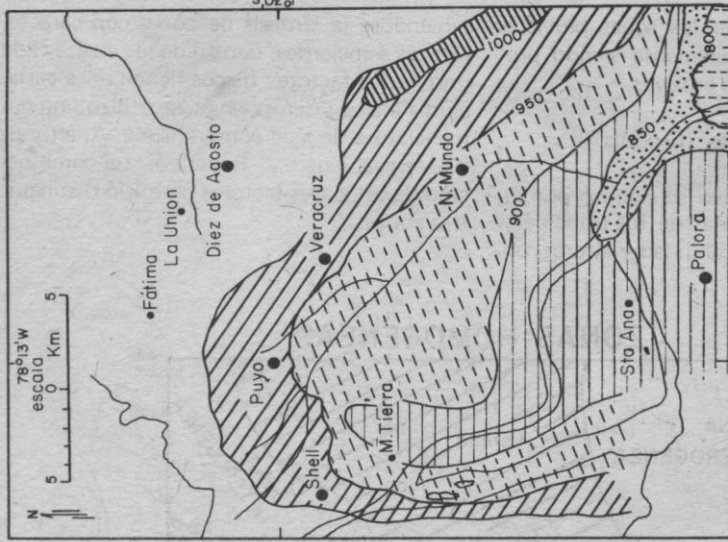 78°13'W
escala
5 0 5
Km
N
Fátima
La Union
Diez de Agosto
Puyo
Veracruz
Shell
M. Tierra
N. Mundo
Sta Ana
Palora
1000
950
900
850
800